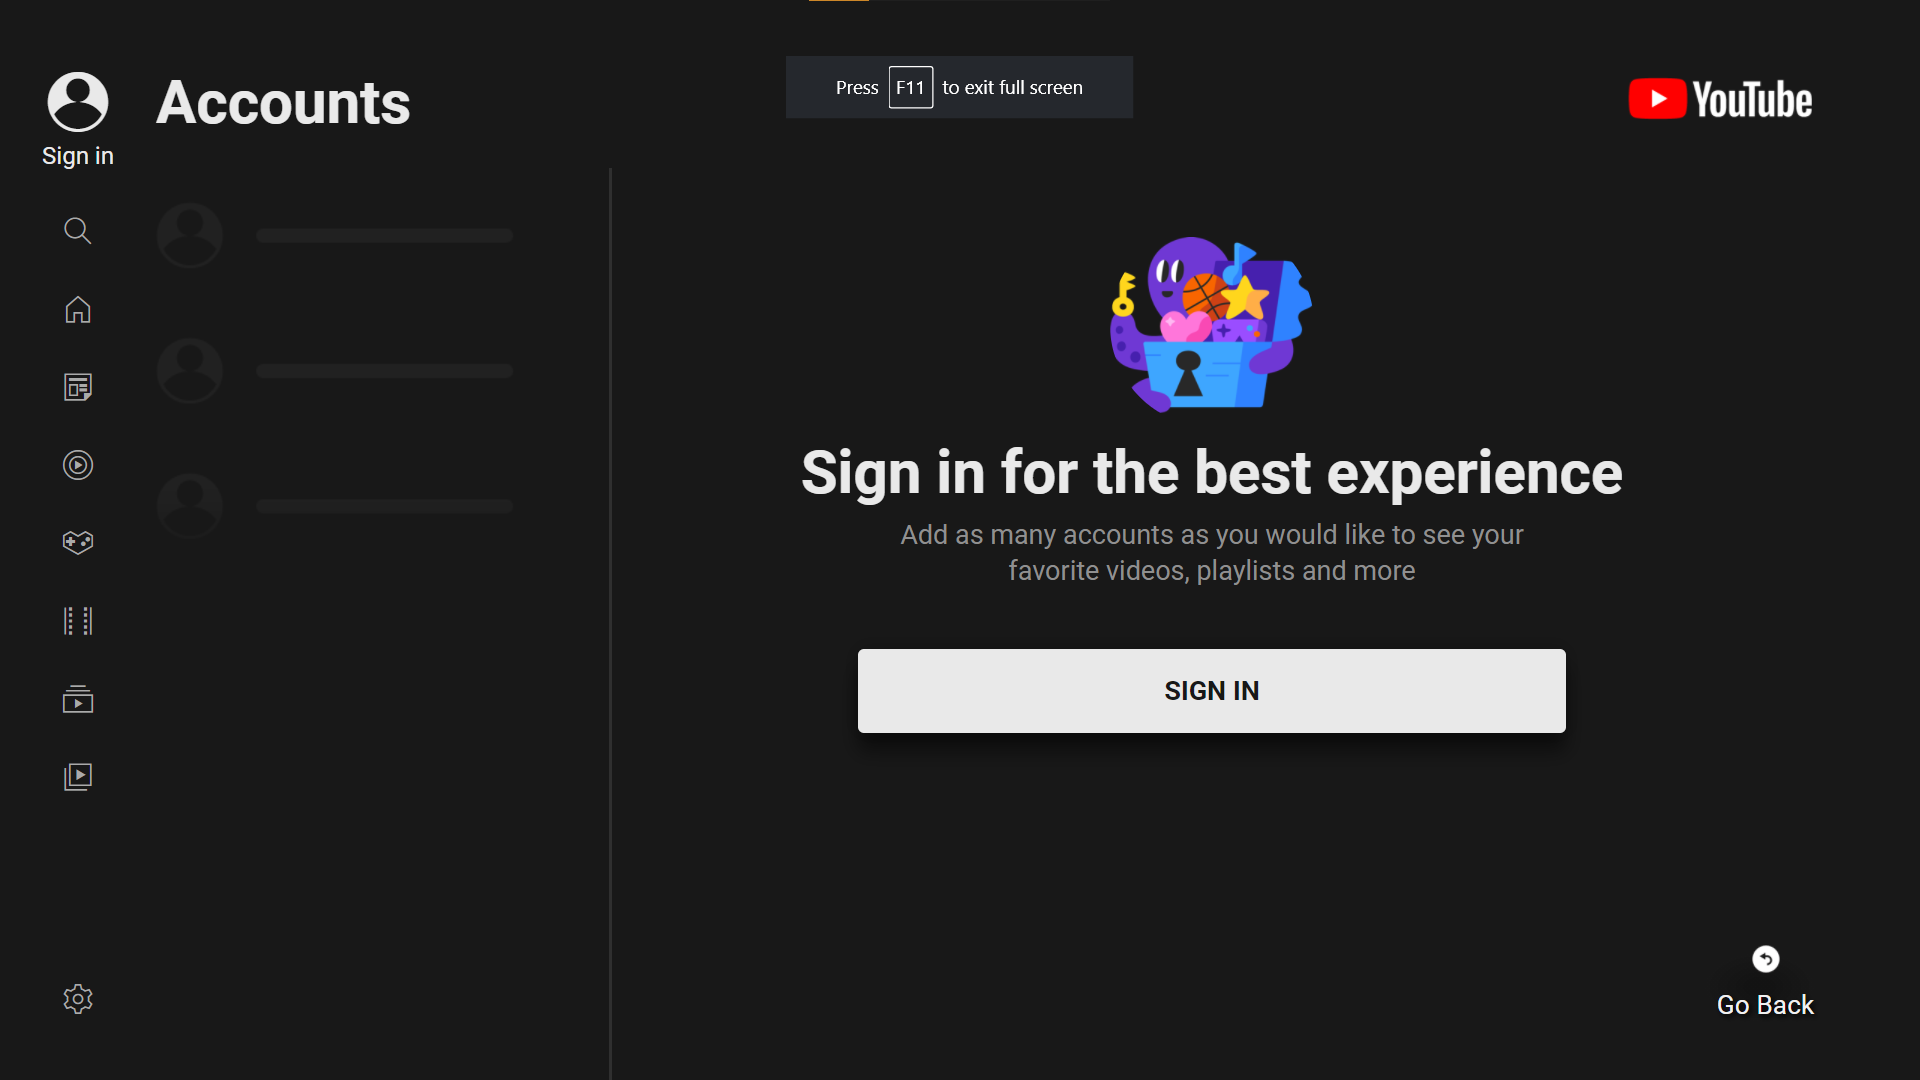 Press F11 to exit full screen
Accounts
YouTube
Sign in
Sign in for the best experience
Add as many accounts as you would like to see your
favorite videos, playlists and more
SIGN IN
Go Back